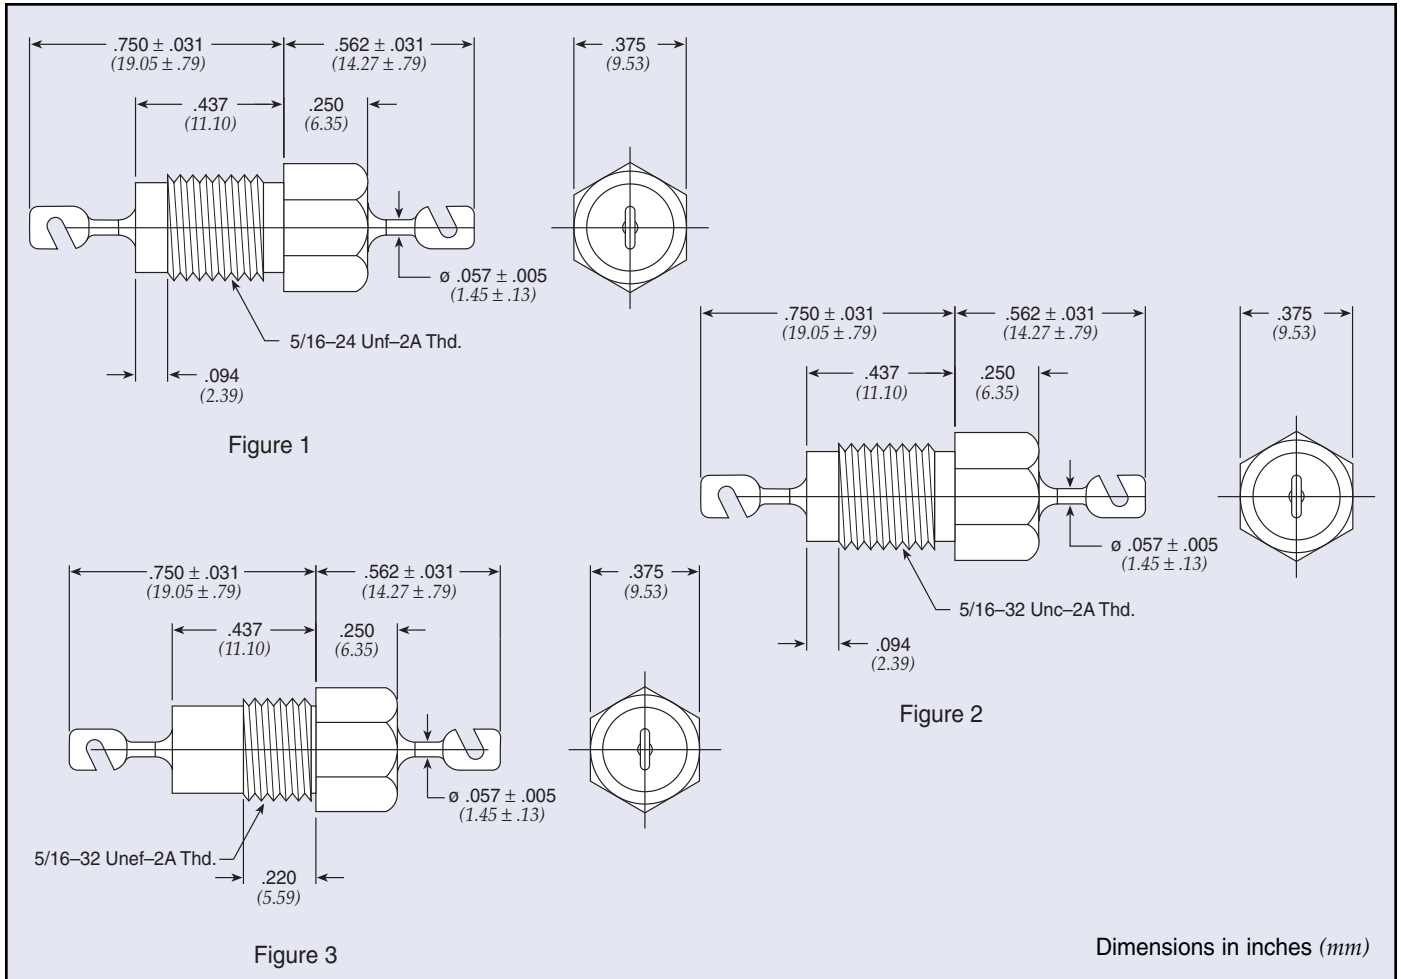 .750 ± .031
(19.05 ± .79)
.562 ± .031
(14.27 ± .79)
.375
(9.53)
.437
(11.10)
.250
(6.35)
ø .057 ± .005
(1.45 ± .13)
5/16–24 Unf–2A Thd.
.094
(2.39)
Figure 1
.750 ± .031
(19.05 ± .79)
.562 ± .031
(14.27 ± .79)
.375
(9.53)
.437
(11.10)
.250
(6.35)
ø .057 ± .005
(1.45 ± .13)
5/16–32 Unc–2A Thd.
.094
(2.39)
Figure 2
.750 ± .031
(19.05 ± .79)
.562 ± .031
(14.27 ± .79)
.375
(9.53)
.437
(11.10)
.250
(6.35)
ø .057 ± .005
(1.45 ± .13)
5/16–32 Unef–2A Thd.
.220
(5.59)
Figure 3
Dimensions in inches (mm)